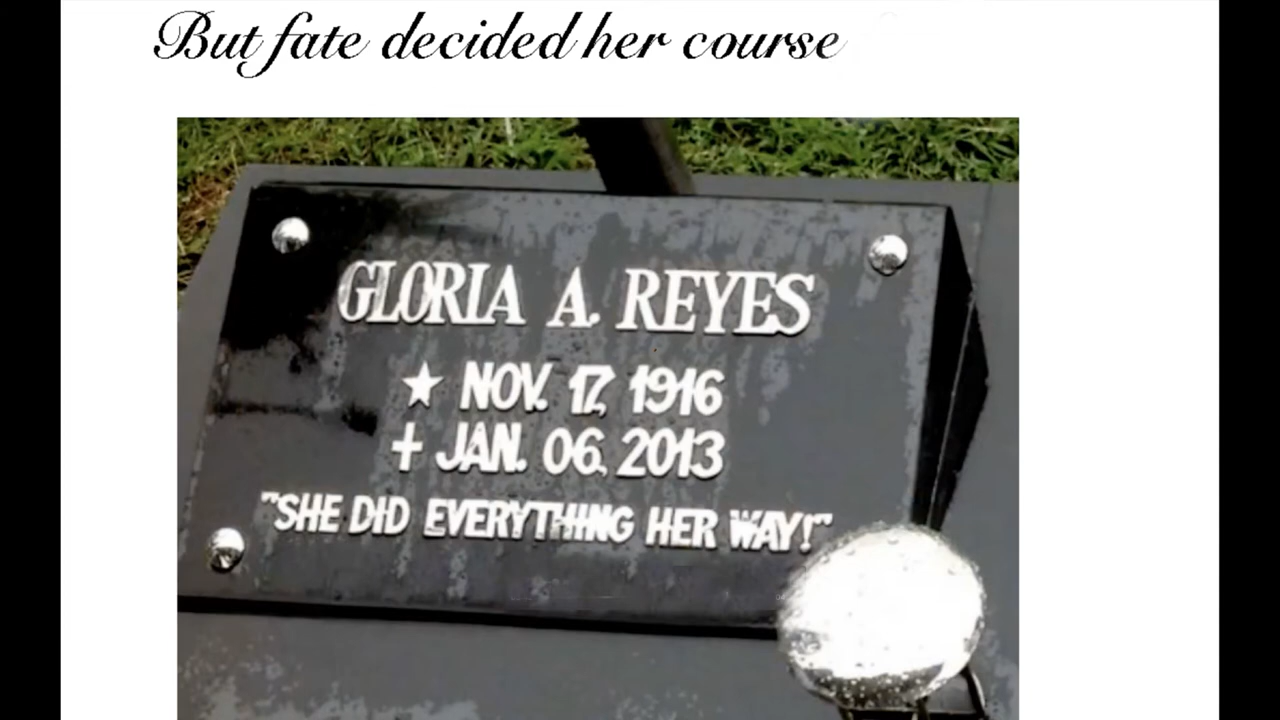 But fate decided her course
GLORIA A. REYES
★ NOV. 17, 1916
✝ JAN. 06, 2013
"SHE DID EVERYTHING HER WAY!"